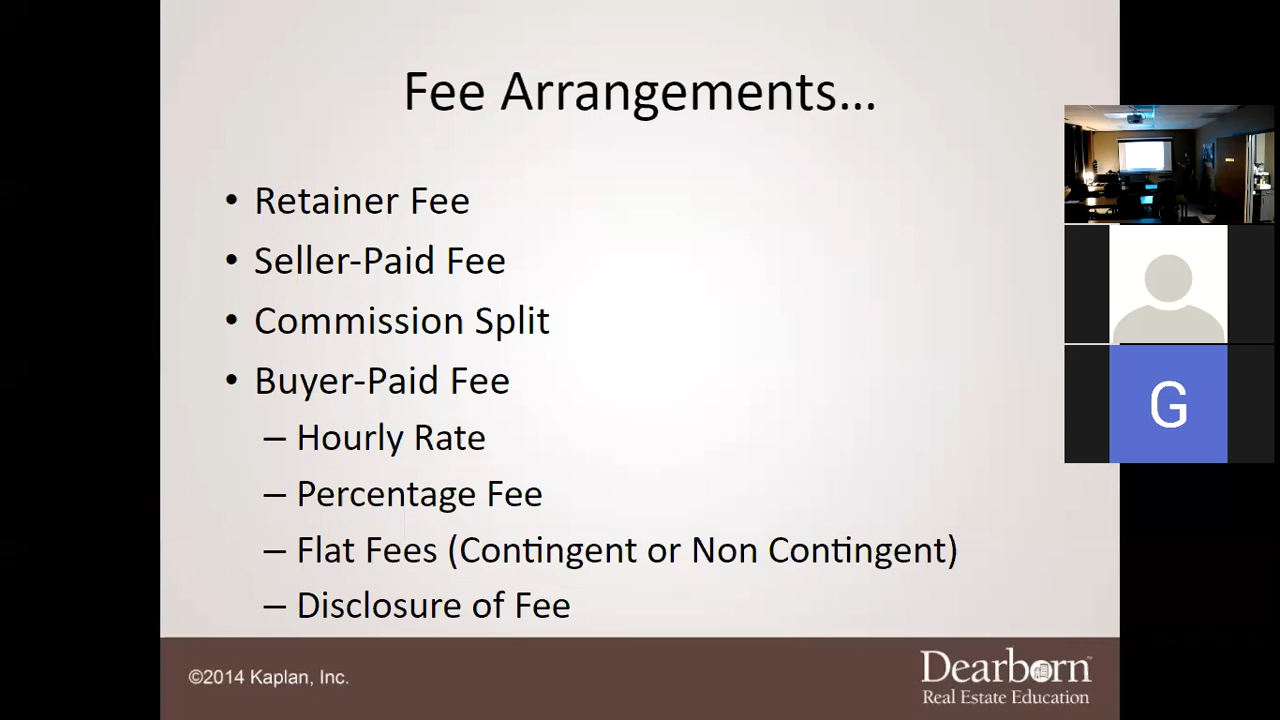 Fee Arrangements...
• Retainer Fee
• Seller-Paid Fee
• Commission Split
• Buyer-Paid Fee
– Hourly Rate
– Percentage Fee
– Flat Fees (Contingent or Non Contingent)
– Disclosure of Fee
©2014 Kaplan, Inc.
Dearborn™
Real Estate Education
G